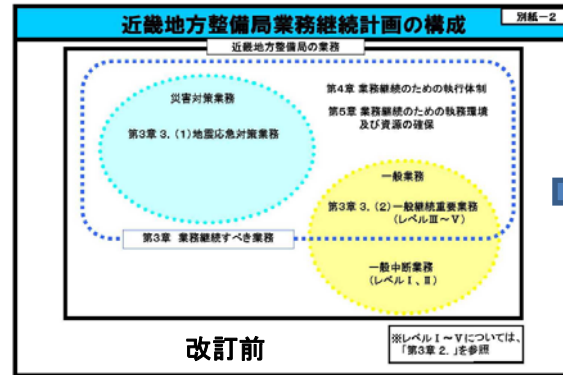 近畿地方整備局業務継続計画の構成
別紙－2
近畿地方整備局の業務
災害対策業務
第3章 3. (1)地震応急対策業務
第4章 業務継続のための執行体制
第5章 業務継続のための執務環境
及び資源の確保
一般業務
第3章 3. (2)一般継続重要業務
(レベルⅢ～Ⅴ)
第3章 業務継続すべき業務
一般中断業務
(レベルⅠ、Ⅱ)
改訂前
※レベルⅠ～Ⅴについては、
「第3章 2.」を参照